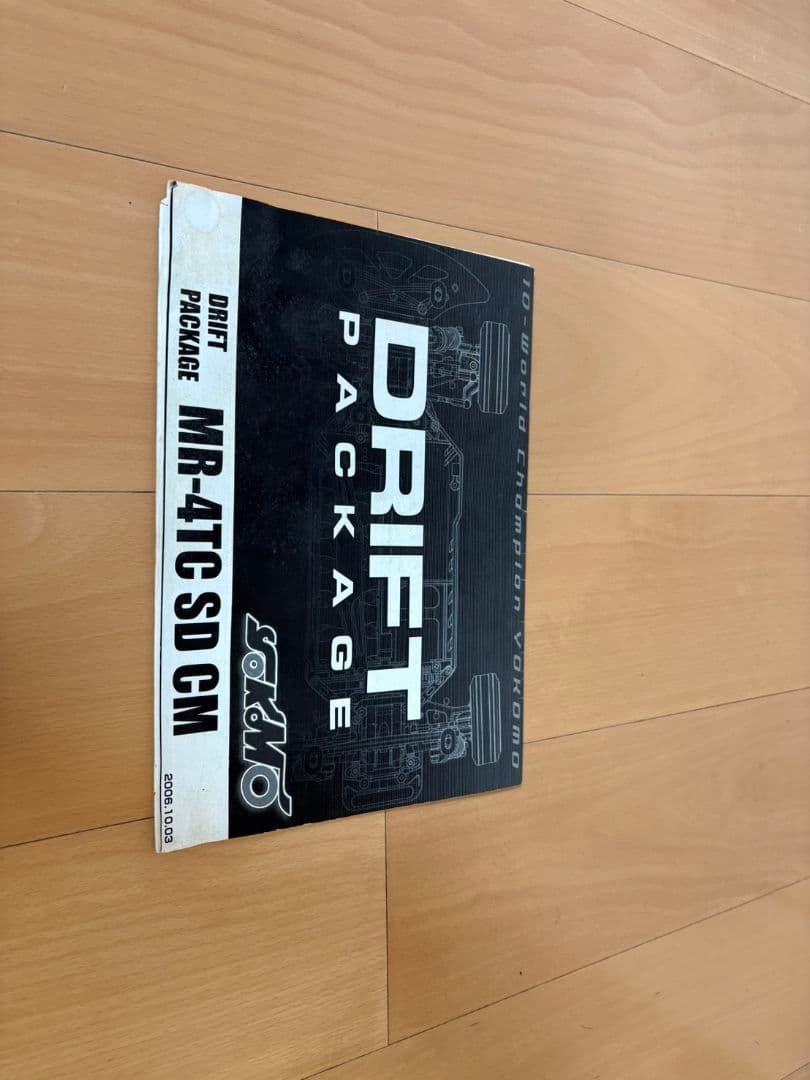 10-World Champion YOKOMO
DRIFT
PACKAGE
YOKOMO
DRIFT
PACKAGE
MR-4TC SD CM
2006.10.03